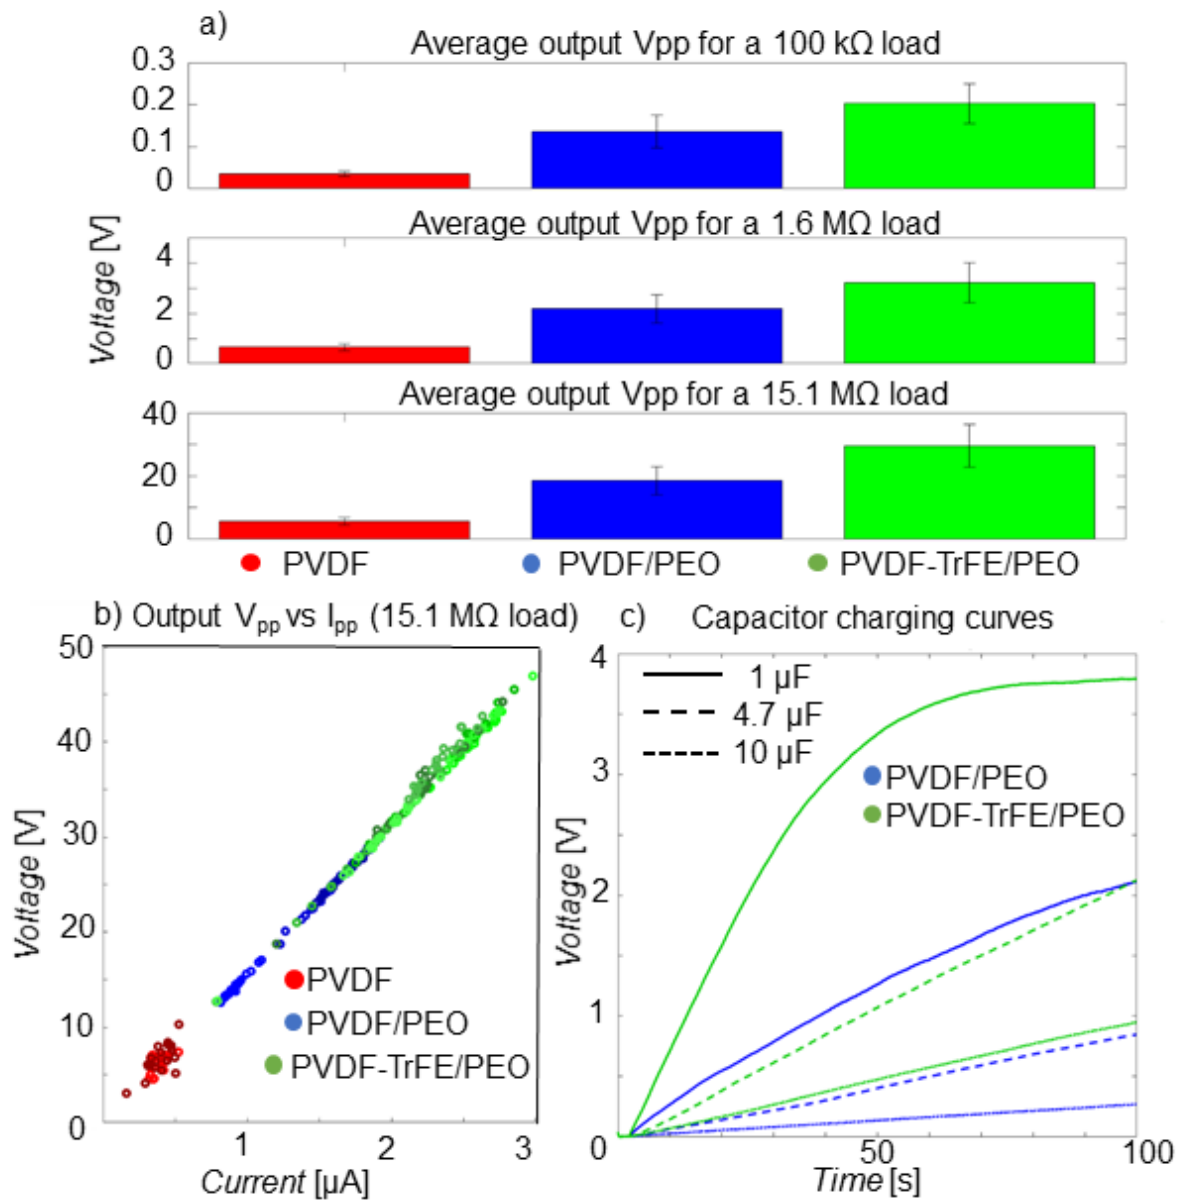 a)
Average output Vpp for a 100 kΩ load
0.3
0.2
0.1
0
Average output Vpp for a 1.6 MΩ load
4
2
0
Voltage [V]
Average output Vpp for a 15.1 MΩ load
40
20
0
PVDF PVDF/PEO PVDF-TrFE/PEO
b) Output Vpp vs Ipp (15.1 MΩ load)
50
40
30
20
10
0
Voltage [V]
PVDF
PVDF/PEO
PVDF-TrFE/PEO
1 2 3
Current [µA]
c) Capacitor charging curves
4
3
2
1
0
Voltage [V]
1 µF
4.7 µF
10 µF
PVDF/PEO
PVDF-TrFE/PEO
50 100
Time [s]